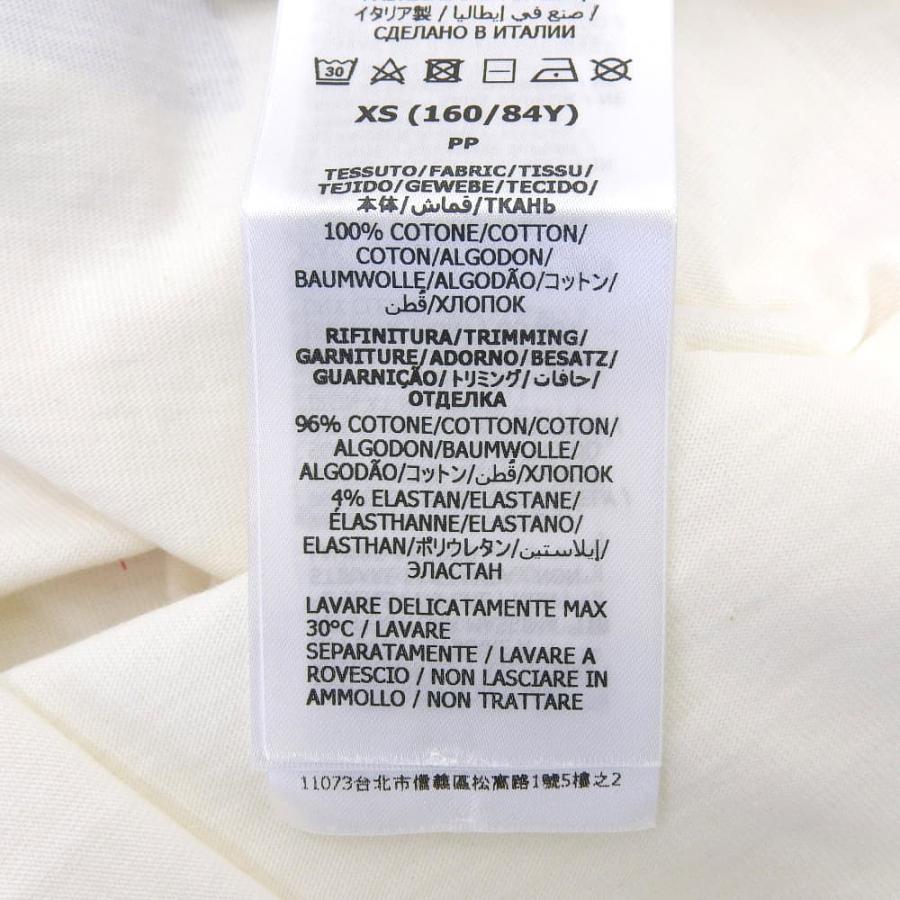 イタリア製 / صنع في إيطاليا /
СДЕЛАНО В ИТАЛИИ
30
XS (160/84Y)
PP
TESSUTO/FABRIC/TISSU/
TEJIDO/GEWEBE/TECIDO/
本体/قماش/ТКАНЬ
100% COTONE/COTTON/
COTON/ALGODON/
BAUMWOLLE/ALGODÃO/コットン/
قُطن/ХЛОПОК
RIFINITURA/TRIMMING/
GARNITURE/ADORNO/BESATZ/
GUARNIÇÃO/トリミング/حافات/
ОТДЕЛКА
96% COTONE/COTTON/COTON/
ALGODON/BAUMWOLLE/
ALGODÃO/コットン/قُطن/ХЛОПОК
4% ELASTAN/ELASTANE/
ÉLASTHANNE/ELASTANO/
ELASTHAN/ポリウレタン/إيلاستين/
ЭЛАСТАН
LAVARE DELICATAMENTE MAX
30°C / LAVARE
SEPARATAMENTE / LAVARE A
ROVESCIO / NON LASCIARE IN
AMMOLLO / NON TRATTARE
11073台北市信義區松高路1號5樓之2